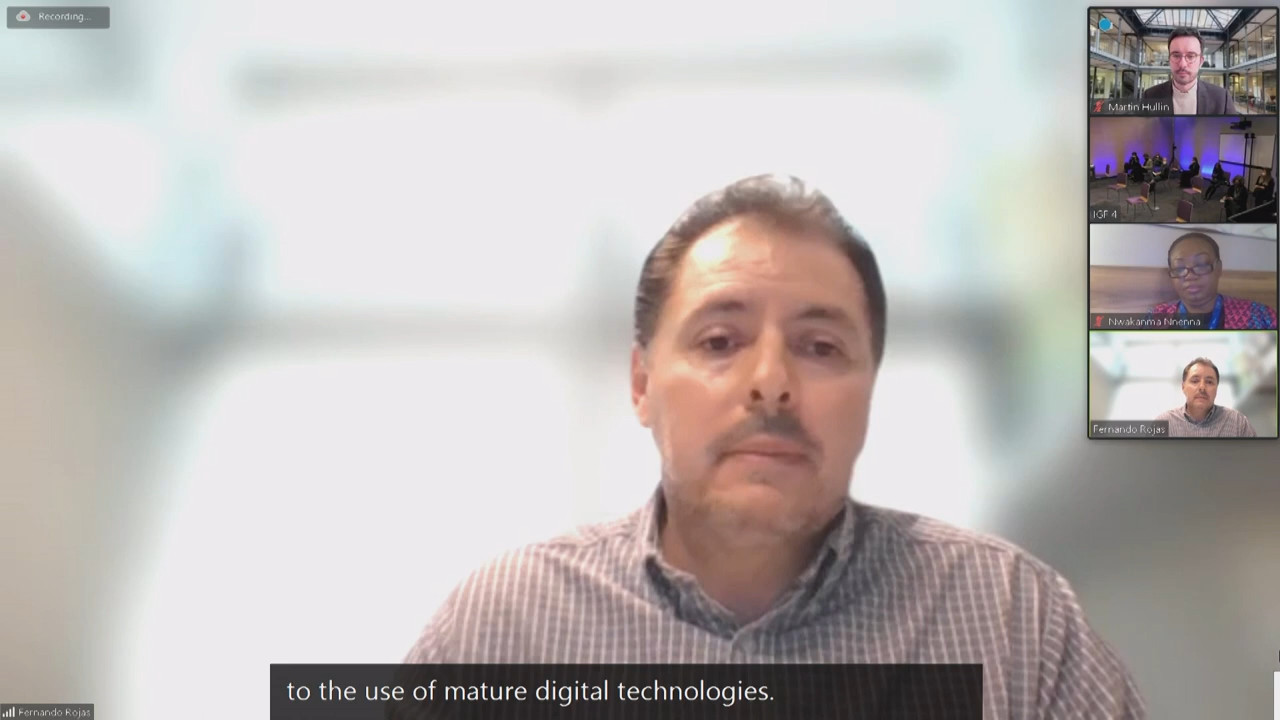 Recording...
Martin Hullin
IGF 4
Nwakanma Nnenna
Fernando Rojas
to the use of mature digital technologies.
Fernando Rojas